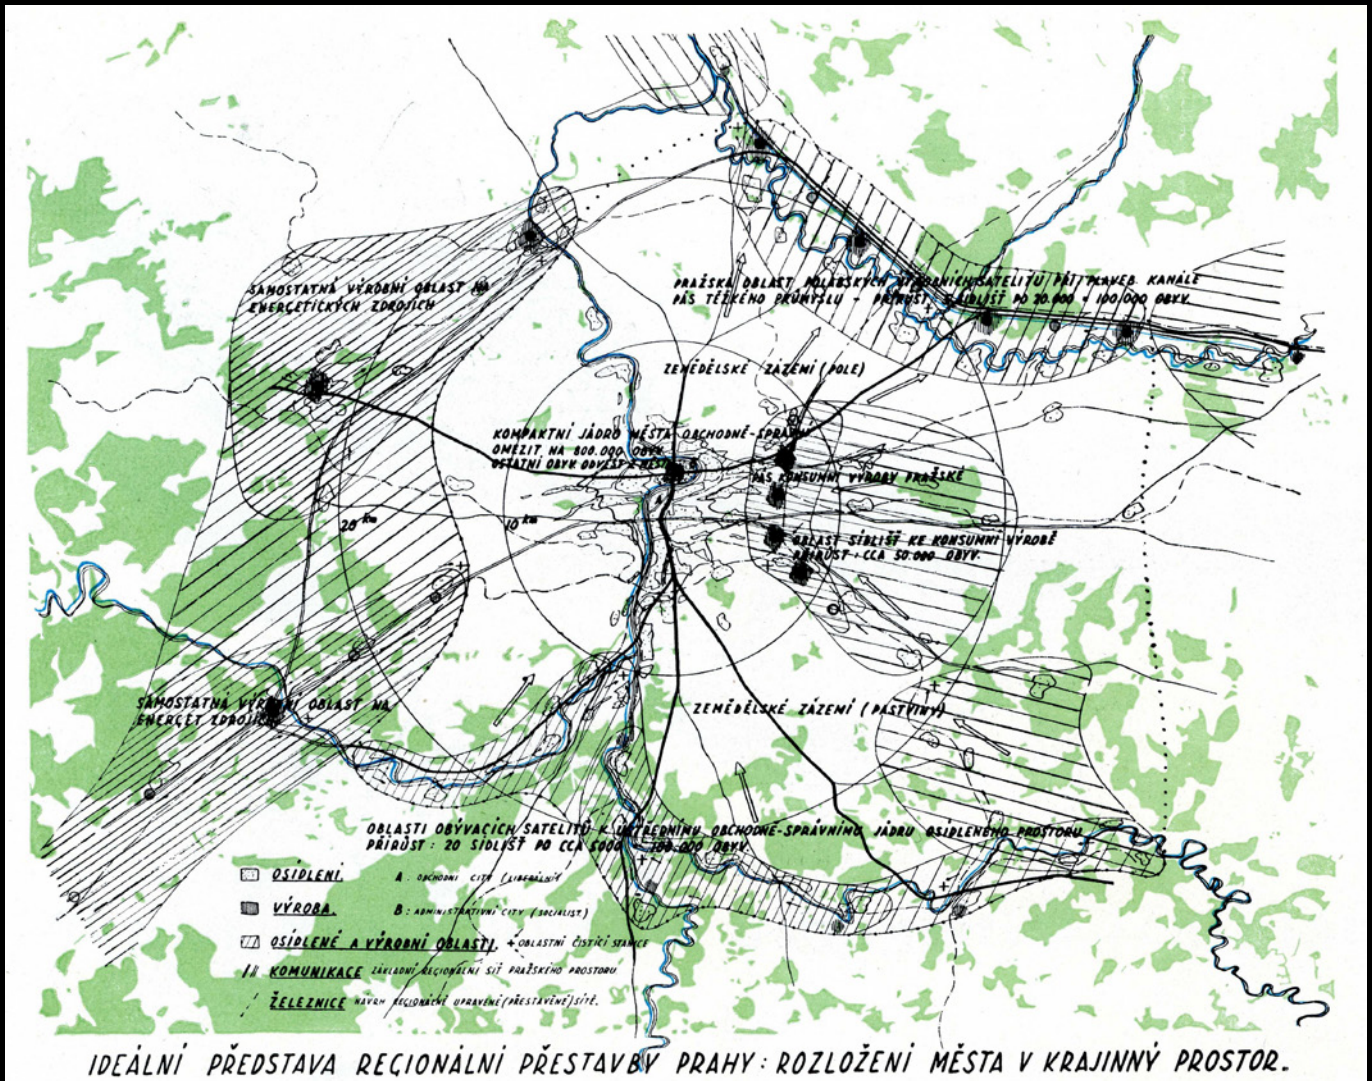 SAMOSTATNÁ VÝROBNÍ OBLAST NA
ENERGETICKÝCH ZDROJÍCH
PRAŽSKÁ OBLAST POLABSKÝCH SATELITŮ PŘI PLAVEB. KANÁLE
PÁS TĚŽKÉHO PRŮMYSLU - PŘÍRŮST. 5 SÍDLIŠŤ PO 20.000 = 100.000 OBYV.
ZEMĚDĚLSKÉ ZÁZEMÍ (POLE)
KOMPAKTNÍ JÁDRO MĚSTA OBCHODNĚ-SPRÁVNÍ
OMEZIT NA 800.000 OBYV.
OSTATNÍ OBYV. ODVÉST Z MĚSTA
PÁS KONSUMNÍ VÝROBY PRAŽSKÉ
20 km
10 km
A
OBLAST SÍDLIŠŤ KE KONSUMNÍ VÝROBĚ
PŘÍRŮST: CCA 50.000 OBYV.
SAMOSTATNÁ VÝROBNÍ OBLAST NA
ENERGET ZDROJÍCH
ZEMĚDĚLSKÉ ZÁZEMÍ (PASTVINY)
OBLASTI OBÝVACÍCH SATELITŮ K ÚSTŘEDNÍMU OBCHODNĚ-SPRÁVNÍMU JÁDRU OSÍDLENÉHO PROSTORU
PŘÍRŮST: 20 SÍDLIŠŤ PO CCA 5000 = 100.000 OBYV.
OSÍDLENÍ. A: OBCHODNÍ CITY (LIBERÁLNÍ)
VÝROBA. B: ADMINISTRATIVNÍ CITY (SOCIALIST.)
OSÍDLENÉ A VÝROBNÍ OBLASTI. + OBLASTNÍ ČISTÍCÍ STANICE
KOMUNIKACE ZÁKLADNÍ REGIONÁLNÍ SÍŤ PRAŽSKÉHO PROSTORU
ŽELEZNICE NÁVRH REGIONÁLNĚ UPRAVENÉ (PŘESTAVĚNÉ) SÍTĚ.
IDEÁLNÍ PŘEDSTAVA REGIONÁLNÍ PŘESTAVBY PRAHY: ROZLOŽENÍ MĚSTA V KRAJINNÝ PROSTOR.